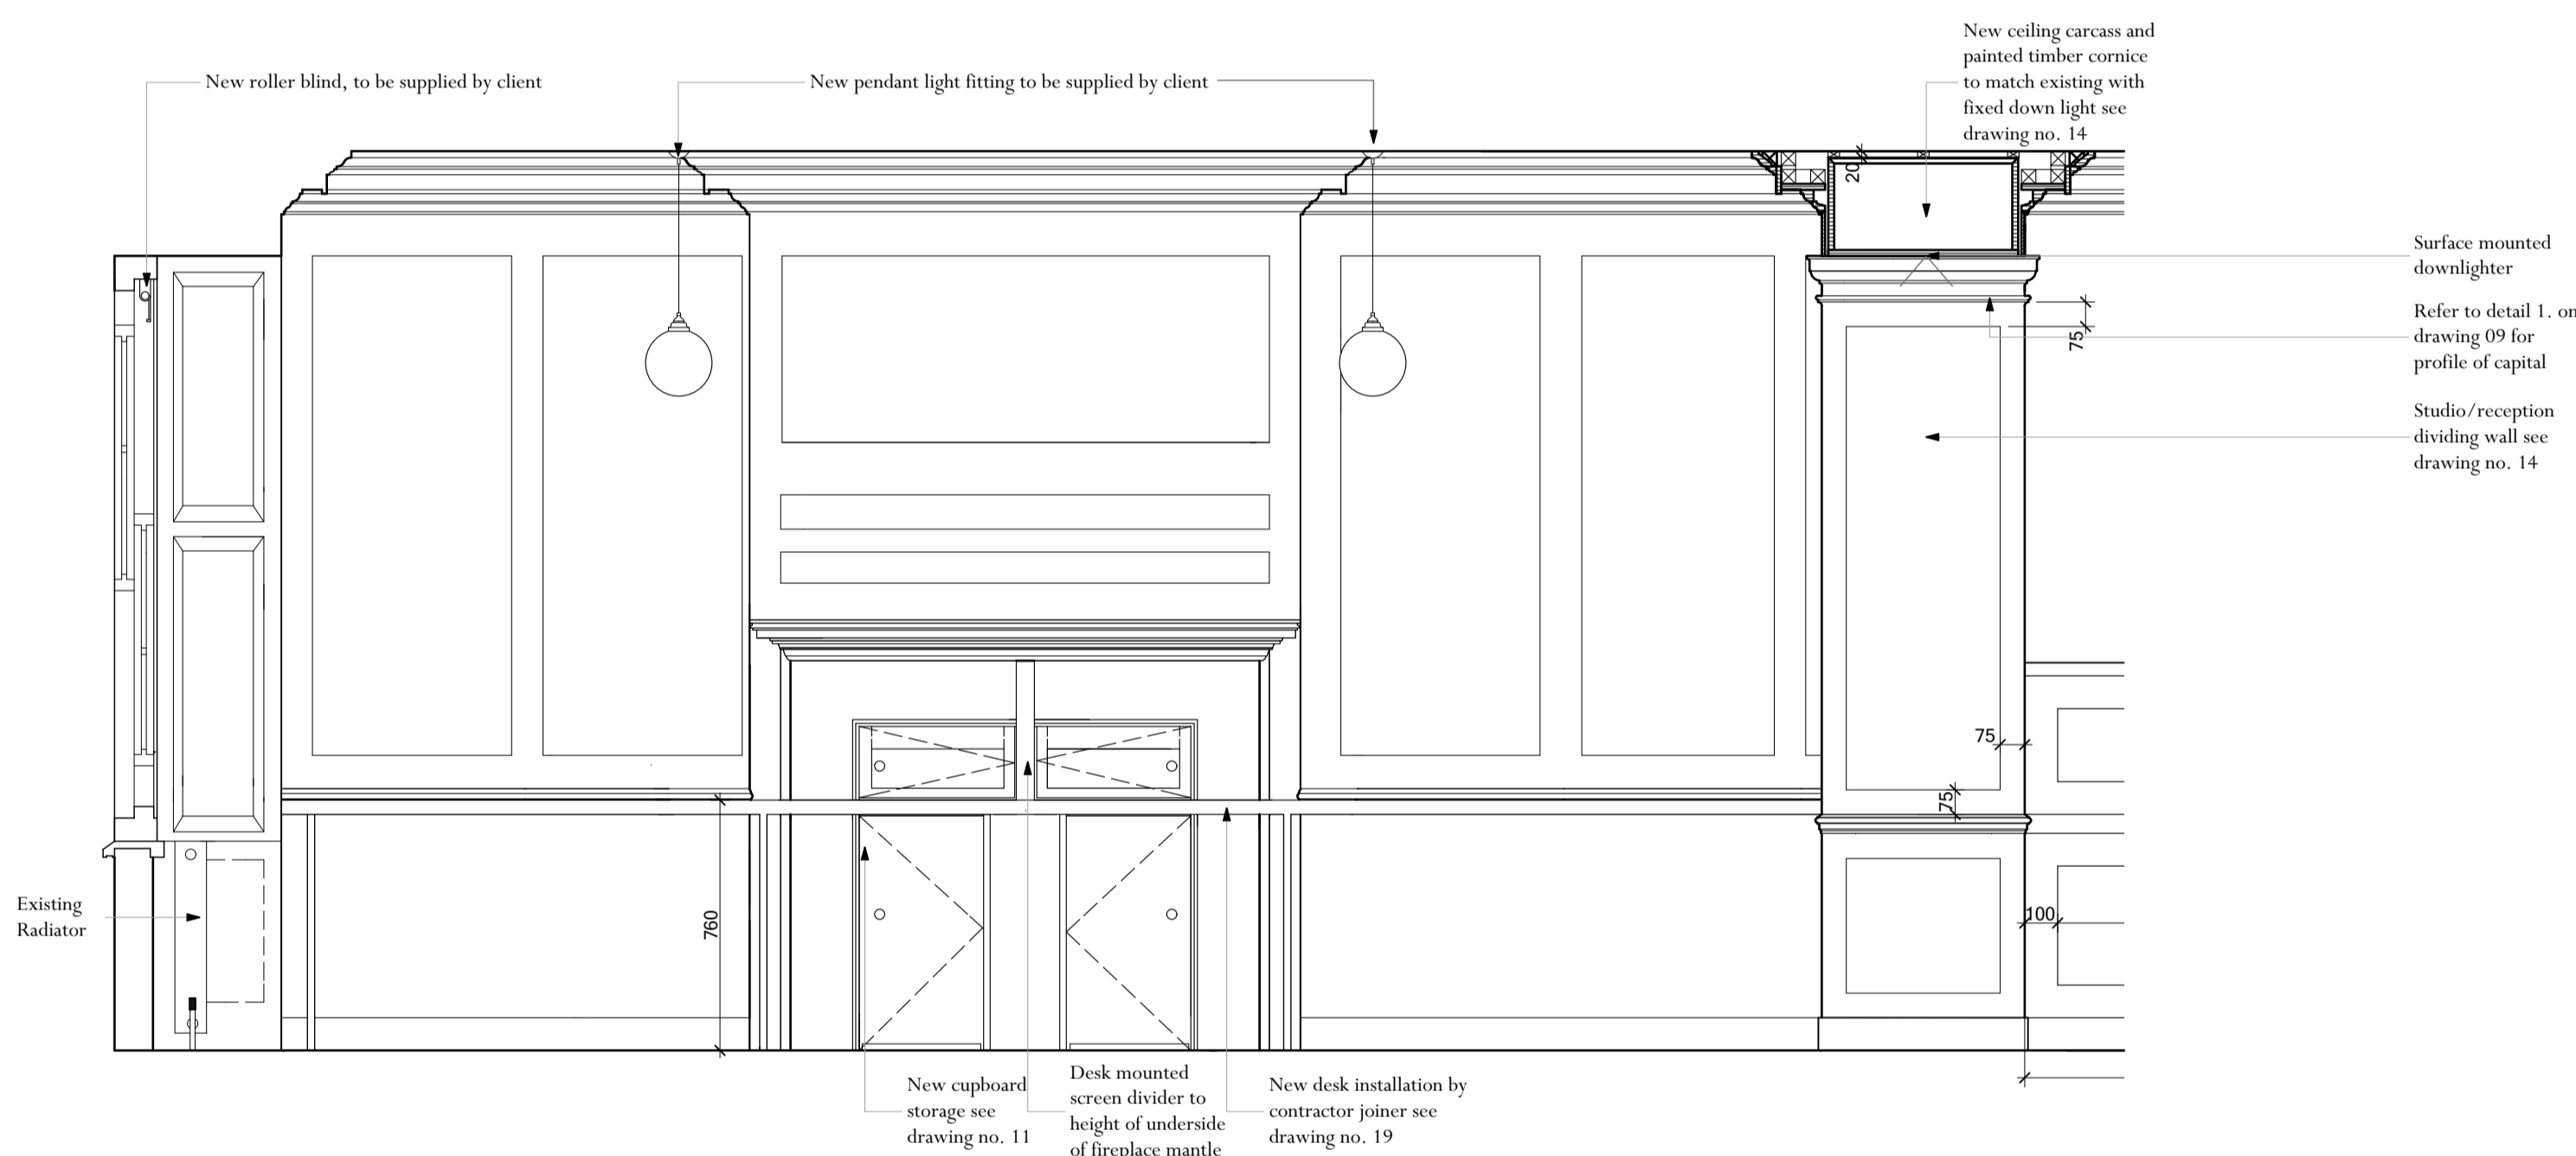 New ceiling carcass and
painted timber cornice
to match existing with
fixed down light see
drawing no. 14
New roller blind, to be supplied by client
New pendant light fitting to be supplied by client
20
Surface mounted
downlighter
Refer to detail 1. on
drawing 09 for
profile of capital
75
Studio/reception
dividing wall see
drawing no. 14
75
75
Existing
Radiator
760
100
New cupboard
storage see
drawing no. 11
Desk mounted
screen divider to
height of underside
of fireplace mantle
New desk installation by
contractor joiner see
drawing no. 19